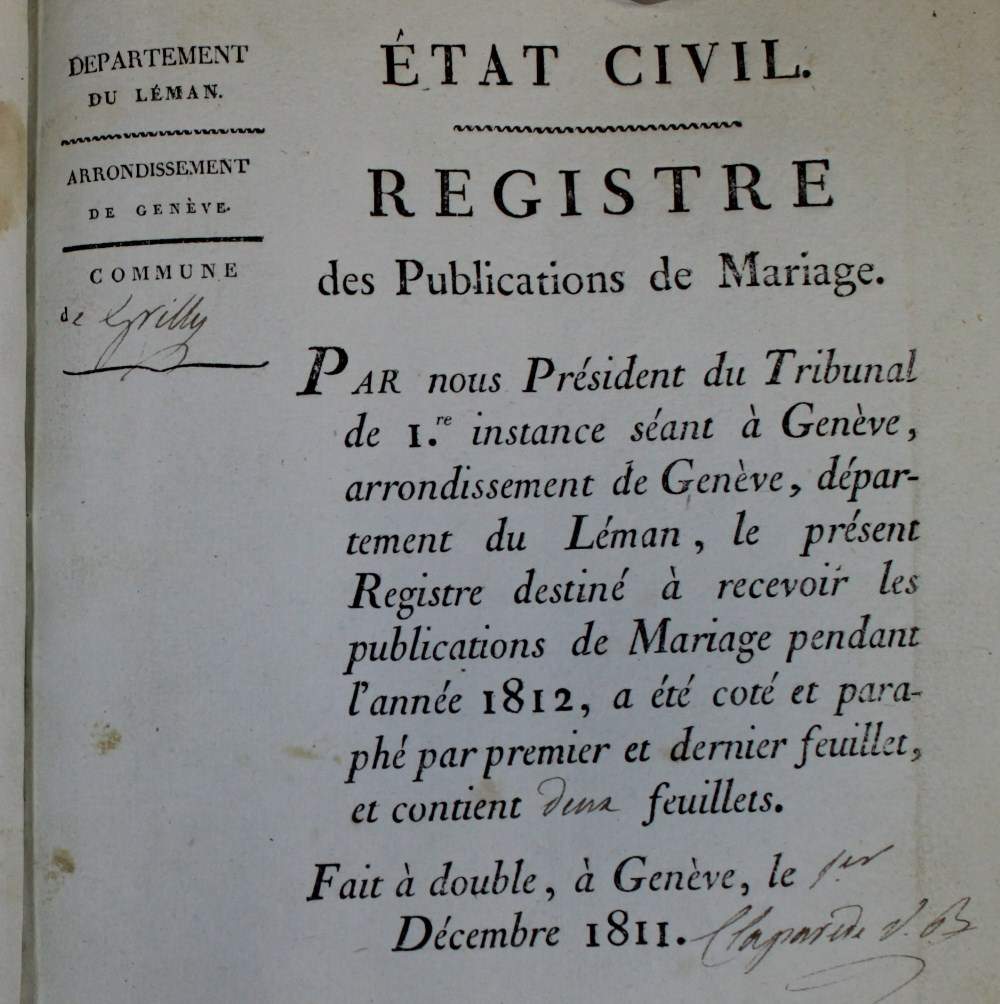 DEPARTEMENT
DU LÉMAN.
ARRONDISSEMENT
DE GENÈVE.
COMMUNE
de Grilly
ÉTAT CIVIL.
REGISTRE
des Publications de Mariage.
PAR nous Président du Tribunal
de 1.re instance séant à Genève,
arrondissement de Genève, dépar-
tement du Léman, le présent
Registre destiné à recevoir les
publications de Mariage pendant
l'année 1812, a été coté et para-
phé par premier et dernier feuillet,
et contient deux feuillets.
Fait à double, à Genève, le 1er
Décembre 1811. Claparède